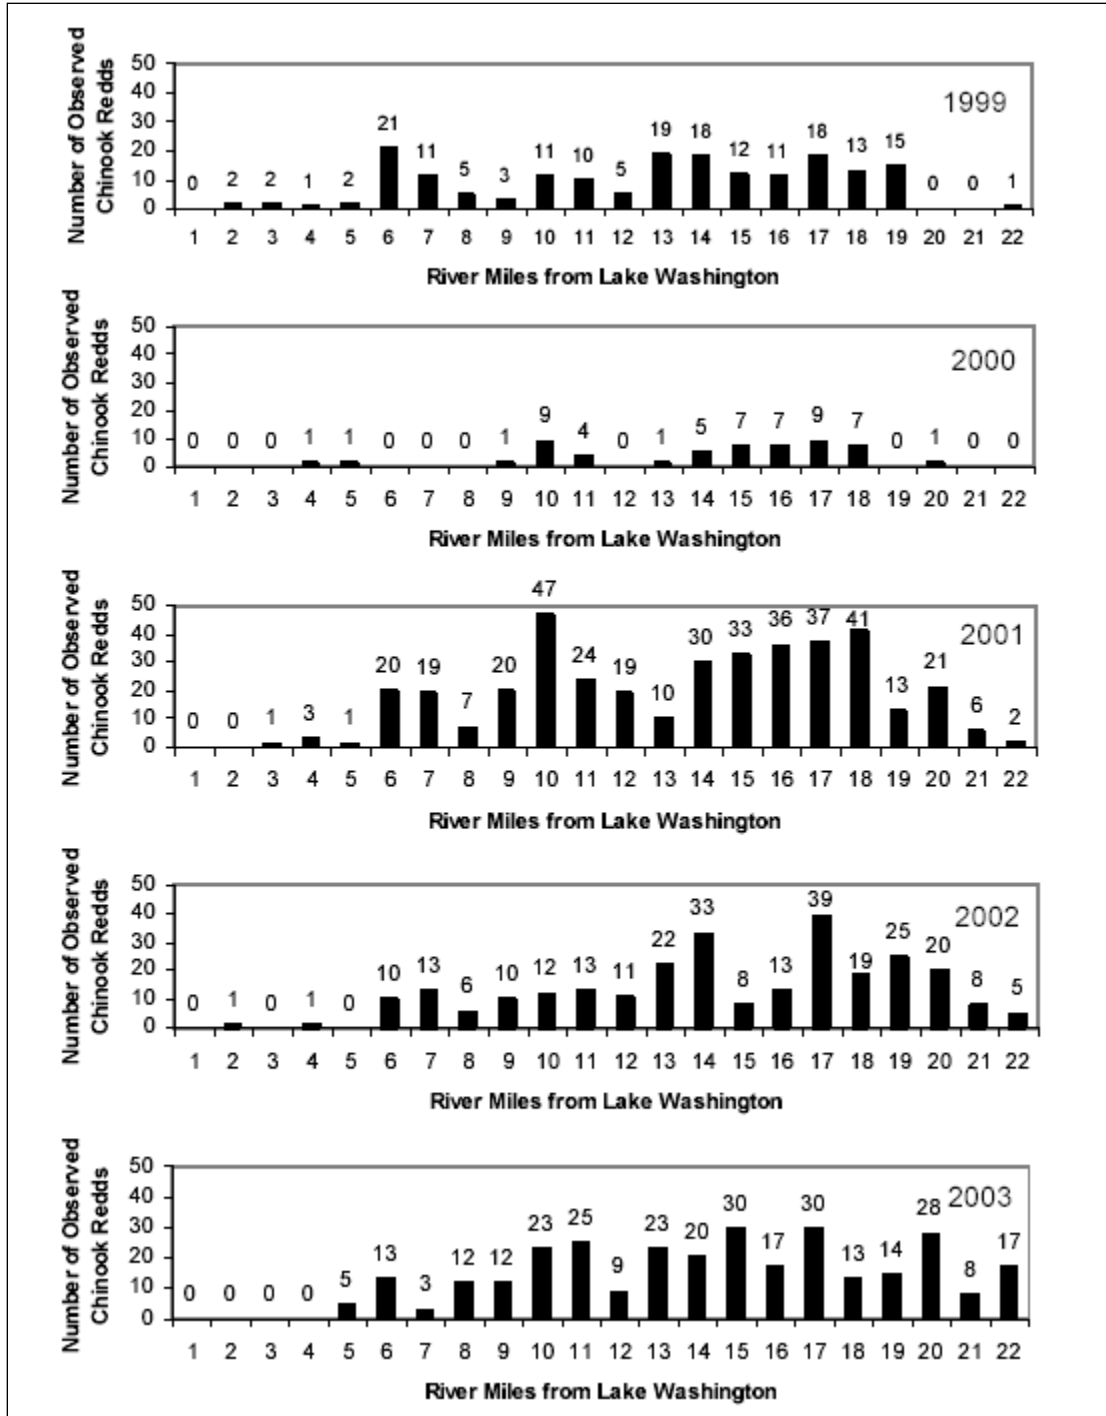 Number of Observed
Chinook Redds
50
40
30
20
10
0
1999
0 2 2 1 2 21 11 5 3 11 10 5 19 18 12 11 18 13 15 0 0 1
1 2 3 4 5 6 7 8 9 10 11 12 13 14 15 16 17 18 19 20 21 22
River Miles from Lake Washington
Number of Observed
Chinook Redds
50
40
30
20
10
0
2000
0 0 0 1 1 0 0 0 1 9 4 0 1 5 7 7 9 7 0 1 0 0
1 2 3 4 5 6 7 8 9 10 11 12 13 14 15 16 17 18 19 20 21 22
River Miles from Lake Washington
Number of Observed
Chinook Redds
50
40
30
20
10
0
2001
0 0 1 3 1 20 19 7 20 47 24 19 10 30 33 36 37 41 13 21 6 2
1 2 3 4 5 6 7 8 9 10 11 12 13 14 15 16 17 18 19 20 21 22
River Miles from Lake Washington
Number of Observed
Chinook Redds
50
40
30
20
10
0
2002
0 1 0 1 0 10 13 6 10 12 13 11 22 33 8 13 39 19 25 20 8 5
1 2 3 4 5 6 7 8 9 10 11 12 13 14 15 16 17 18 19 20 21 22
River Miles from Lake Washington
Number of Observed
Chinook Redds
50
40
30
20
10
0
2003
0 0 0 0 5 13 3 12 12 23 25 9 23 20 30 17 30 13 14 28 8 17
1 2 3 4 5 6 7 8 9 10 11 12 13 14 15 16 17 18 19 20 21 22
River Miles from Lake Washington